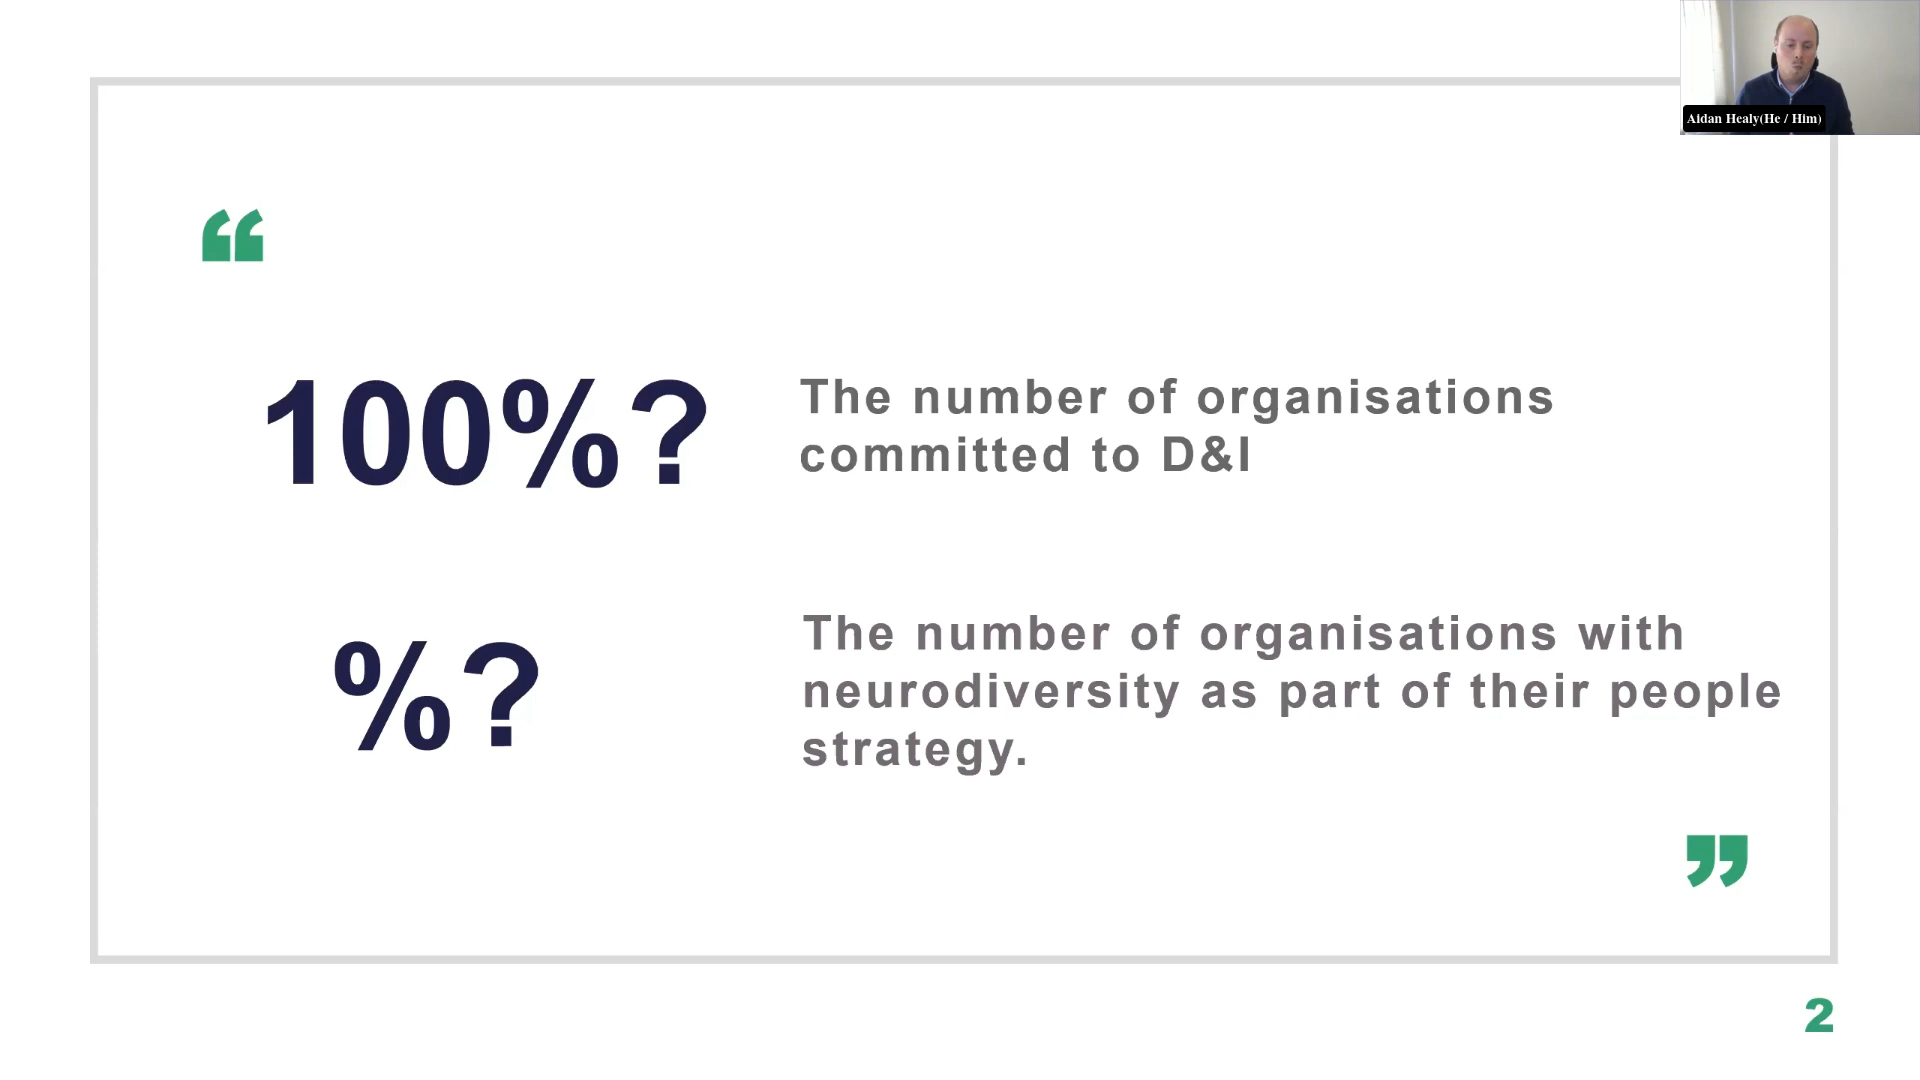 Aidan Healy(He / Him)
“
100%?
The number of organisations
committed to D&I
%?
The number of organisations with
neurodiversity as part of their people
strategy.
”
2